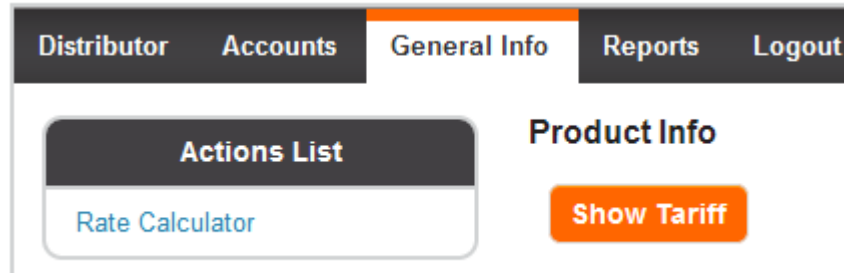 Distributor Accounts General Info Reports Logout
Actions List
Rate Calculator
Product Info
Show Tariff